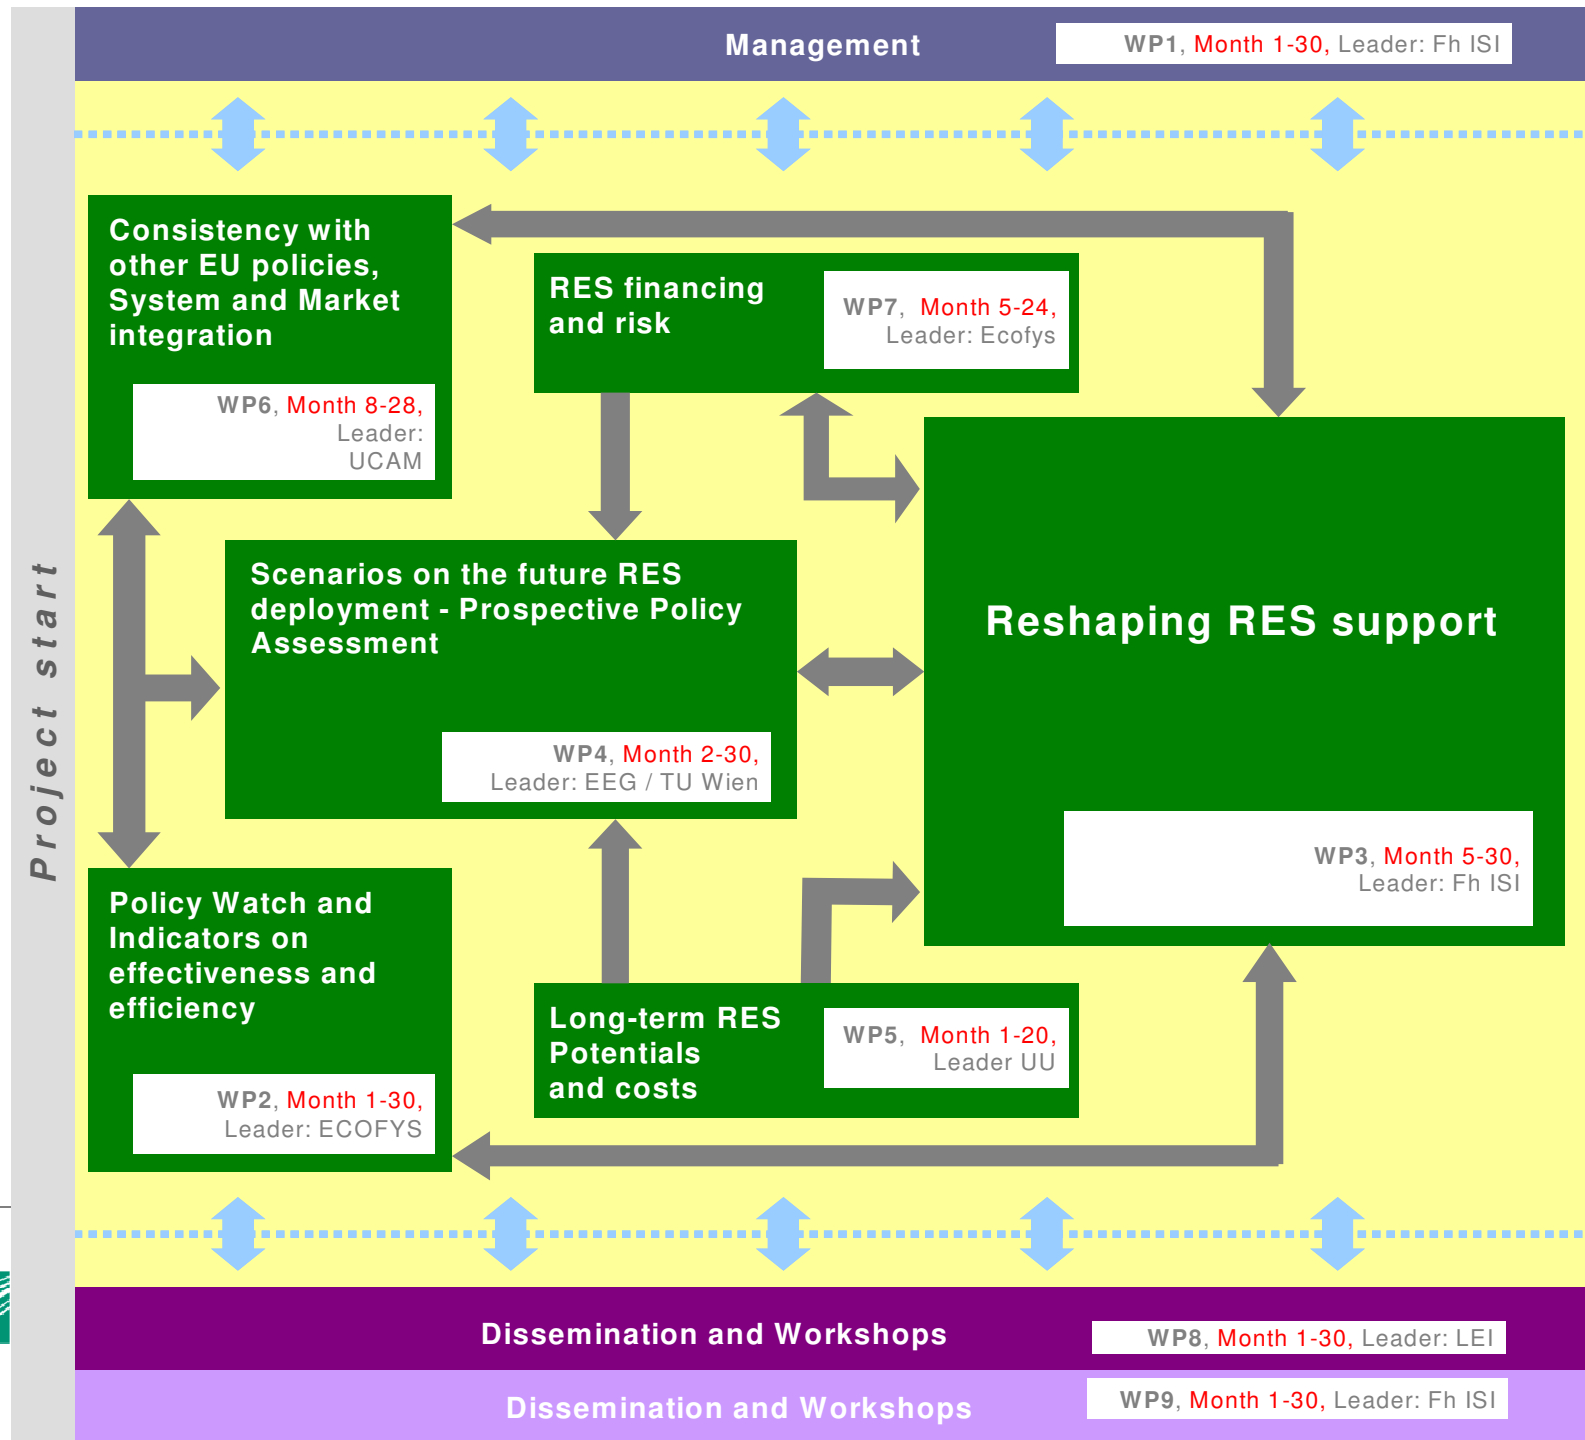 Management
WP1, Month 1-30, Leader: Fh ISI
Project start
Consistency with
other EU policies,
System and Market
integration
WP6, Month 8-28,
Leader:
UCAM
RES financing
and risk
WP7, Month 5-24,
Leader: Ecofys
Scenarios on the future RES
deployment - Prospective Policy
Assessment
WP4, Month 2-30,
Leader: EEG / TU Wien
Reshaping RES support
WP3, Month 5-30,
Leader: Fh ISI
Policy Watch and
Indicators on
effectiveness and
efficiency
WP2, Month 1-30,
Leader: ECOFYS
Long-term RES
Potentials
and costs
WP5, Month 1-20,
Leader UU
Dissemination and Workshops
WP8, Month 1-30, Leader: LEI
Dissemination and Workshops
WP9, Month 1-30, Leader: Fh ISI